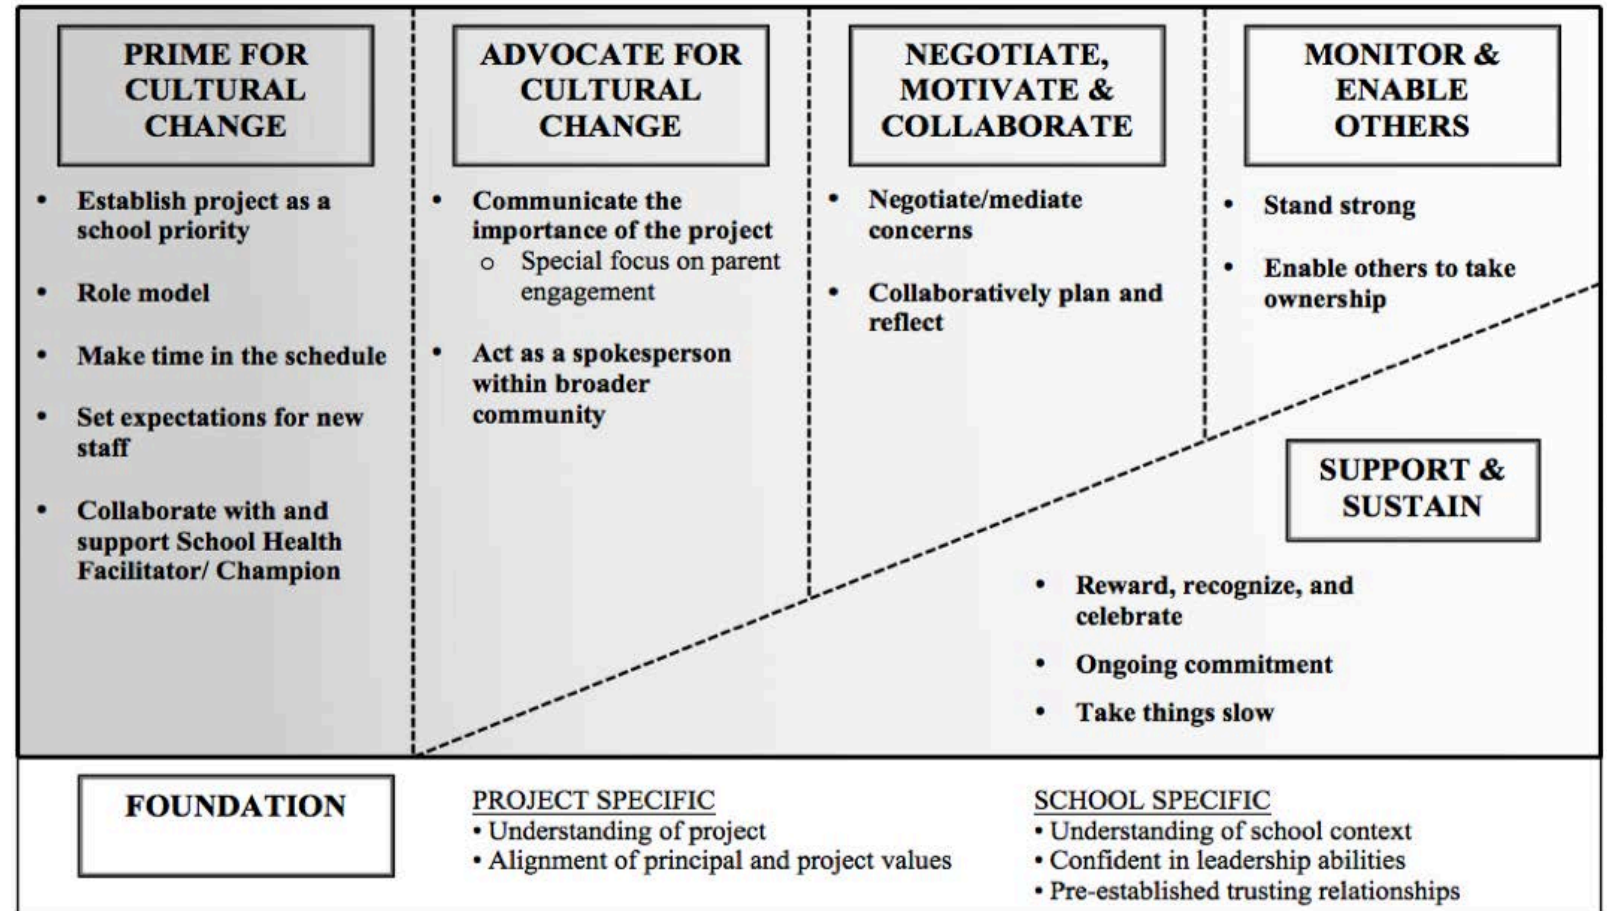 PRIME FOR
CULTURAL
CHANGE
• Establish project as a
school priority
• Role model
• Make time in the schedule
• Set expectations for new
staff
• Collaborate with and
support School Health
Facilitator/ Champion
ADVOCATE FOR
CULTURAL
CHANGE
• Communicate the
importance of the project
o Special focus on parent
engagement
• Act as a spokesperson
within broader
community
NEGOTIATE,
MOTIVATE &
COLLABORATE
• Negotiate/mediate
concerns
• Collaboratively plan and
reflect
MONITOR &
ENABLE
OTHERS
• Stand strong
• Enable others to take
ownership
SUPPORT &
SUSTAIN
• Reward, recognize, and
celebrate
• Ongoing commitment
• Take things slow
FOUNDATION
PROJECT SPECIFIC
• Understanding of project
• Alignment of principal and project values
SCHOOL SPECIFIC
• Understanding of school context
• Confident in leadership abilities
• Pre-established trusting relationships